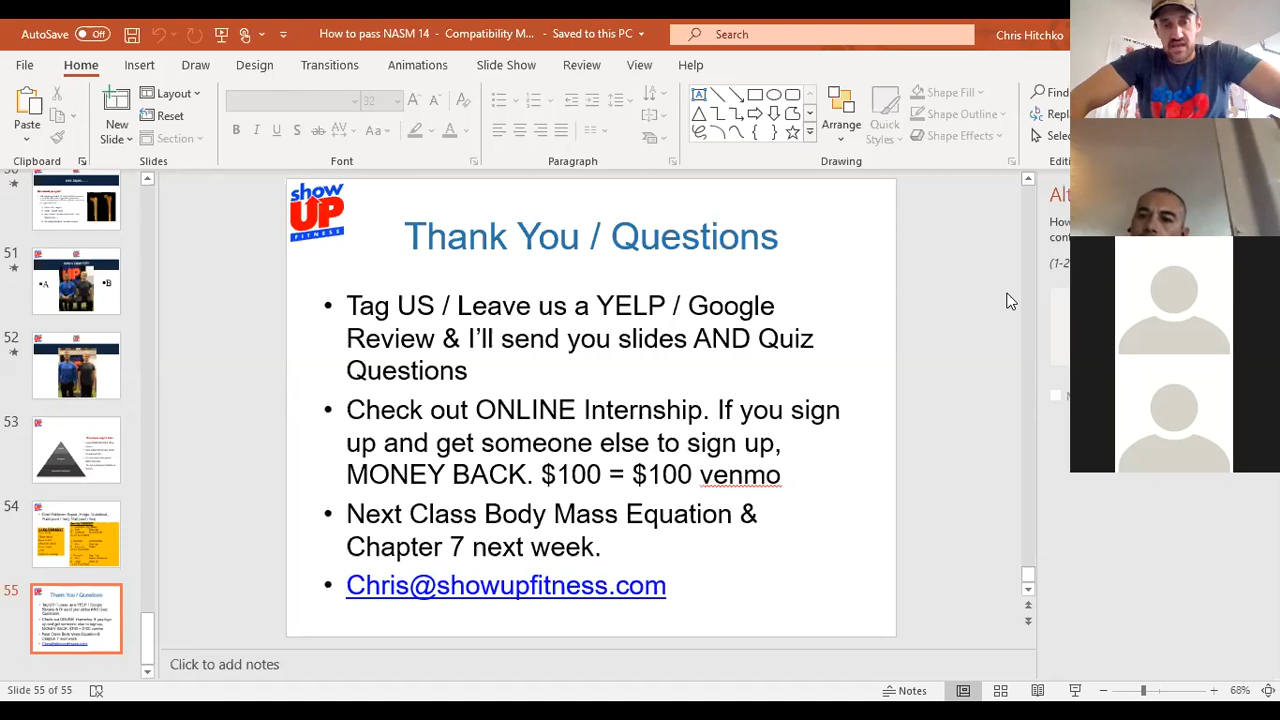 AutoSave Off How to pass NASM 14 - Compatibility M... - Saved to this PC Search Chris Hitchko
File Home Insert Draw Design Transitions Animations Slide Show Review View Help
Paste
Clipboard
New
Slide
Layout
Reset
Section
Slides
32
Font
Paragraph
Arrange
Quick
Styles
Shape Fill
Shape Outline
Shape Effects
Drawing
51
52
53
54
55
show
UP
FITNESS
Thank You / Questions
• Tag US / Leave us a YELP / Google
Review & I'll send you slides AND Quiz
Questions
• Check out ONLINE Internship. If you sign
up and get someone else to sign up,
MONEY BACK. $100 = $100 venmo
• Next Class Body Mass Equation &
Chapter 7 next week.
• Chris@showupfitness.com
(1-2
Click to add notes
Slide 55 of 55 Notes 68%